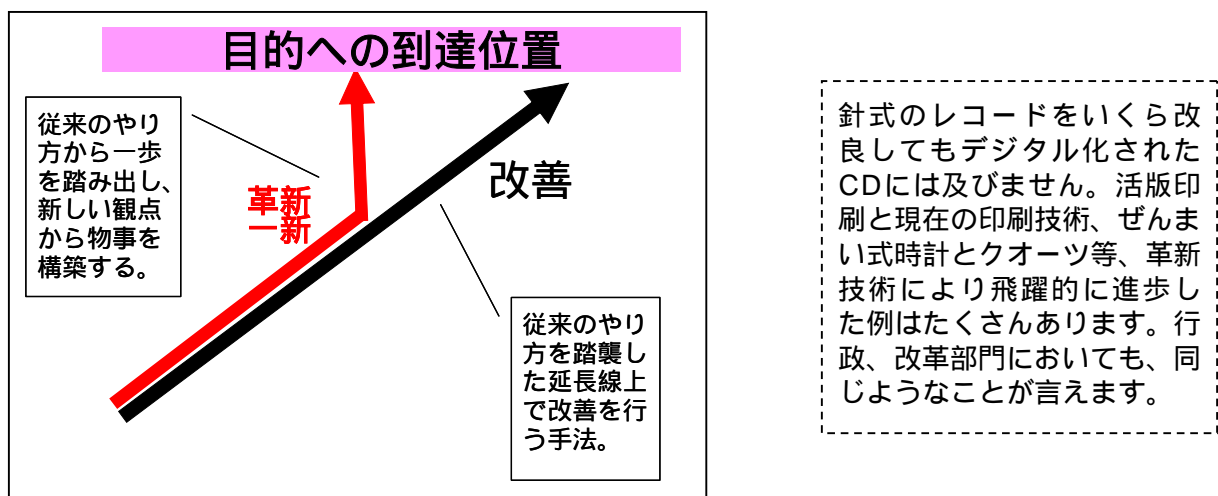 目的への到達位置
従来のやり
方から一歩
を踏み出し、
新しい観点
から物事を
構築する。
革新
一新
改善
従来のやり
方を踏襲し
た延長線上
で改善を行
う手法。
針式のレコードをいくら改
良してもデジタル化された
CDには及びません。活版印
刷と現在の印刷技術、ぜんま
い式時計とクオーツ等、革新
技術により飛躍的に進歩し
た例はたくさんあります。行
政、改革部門においても、同
じようなことが言えます。